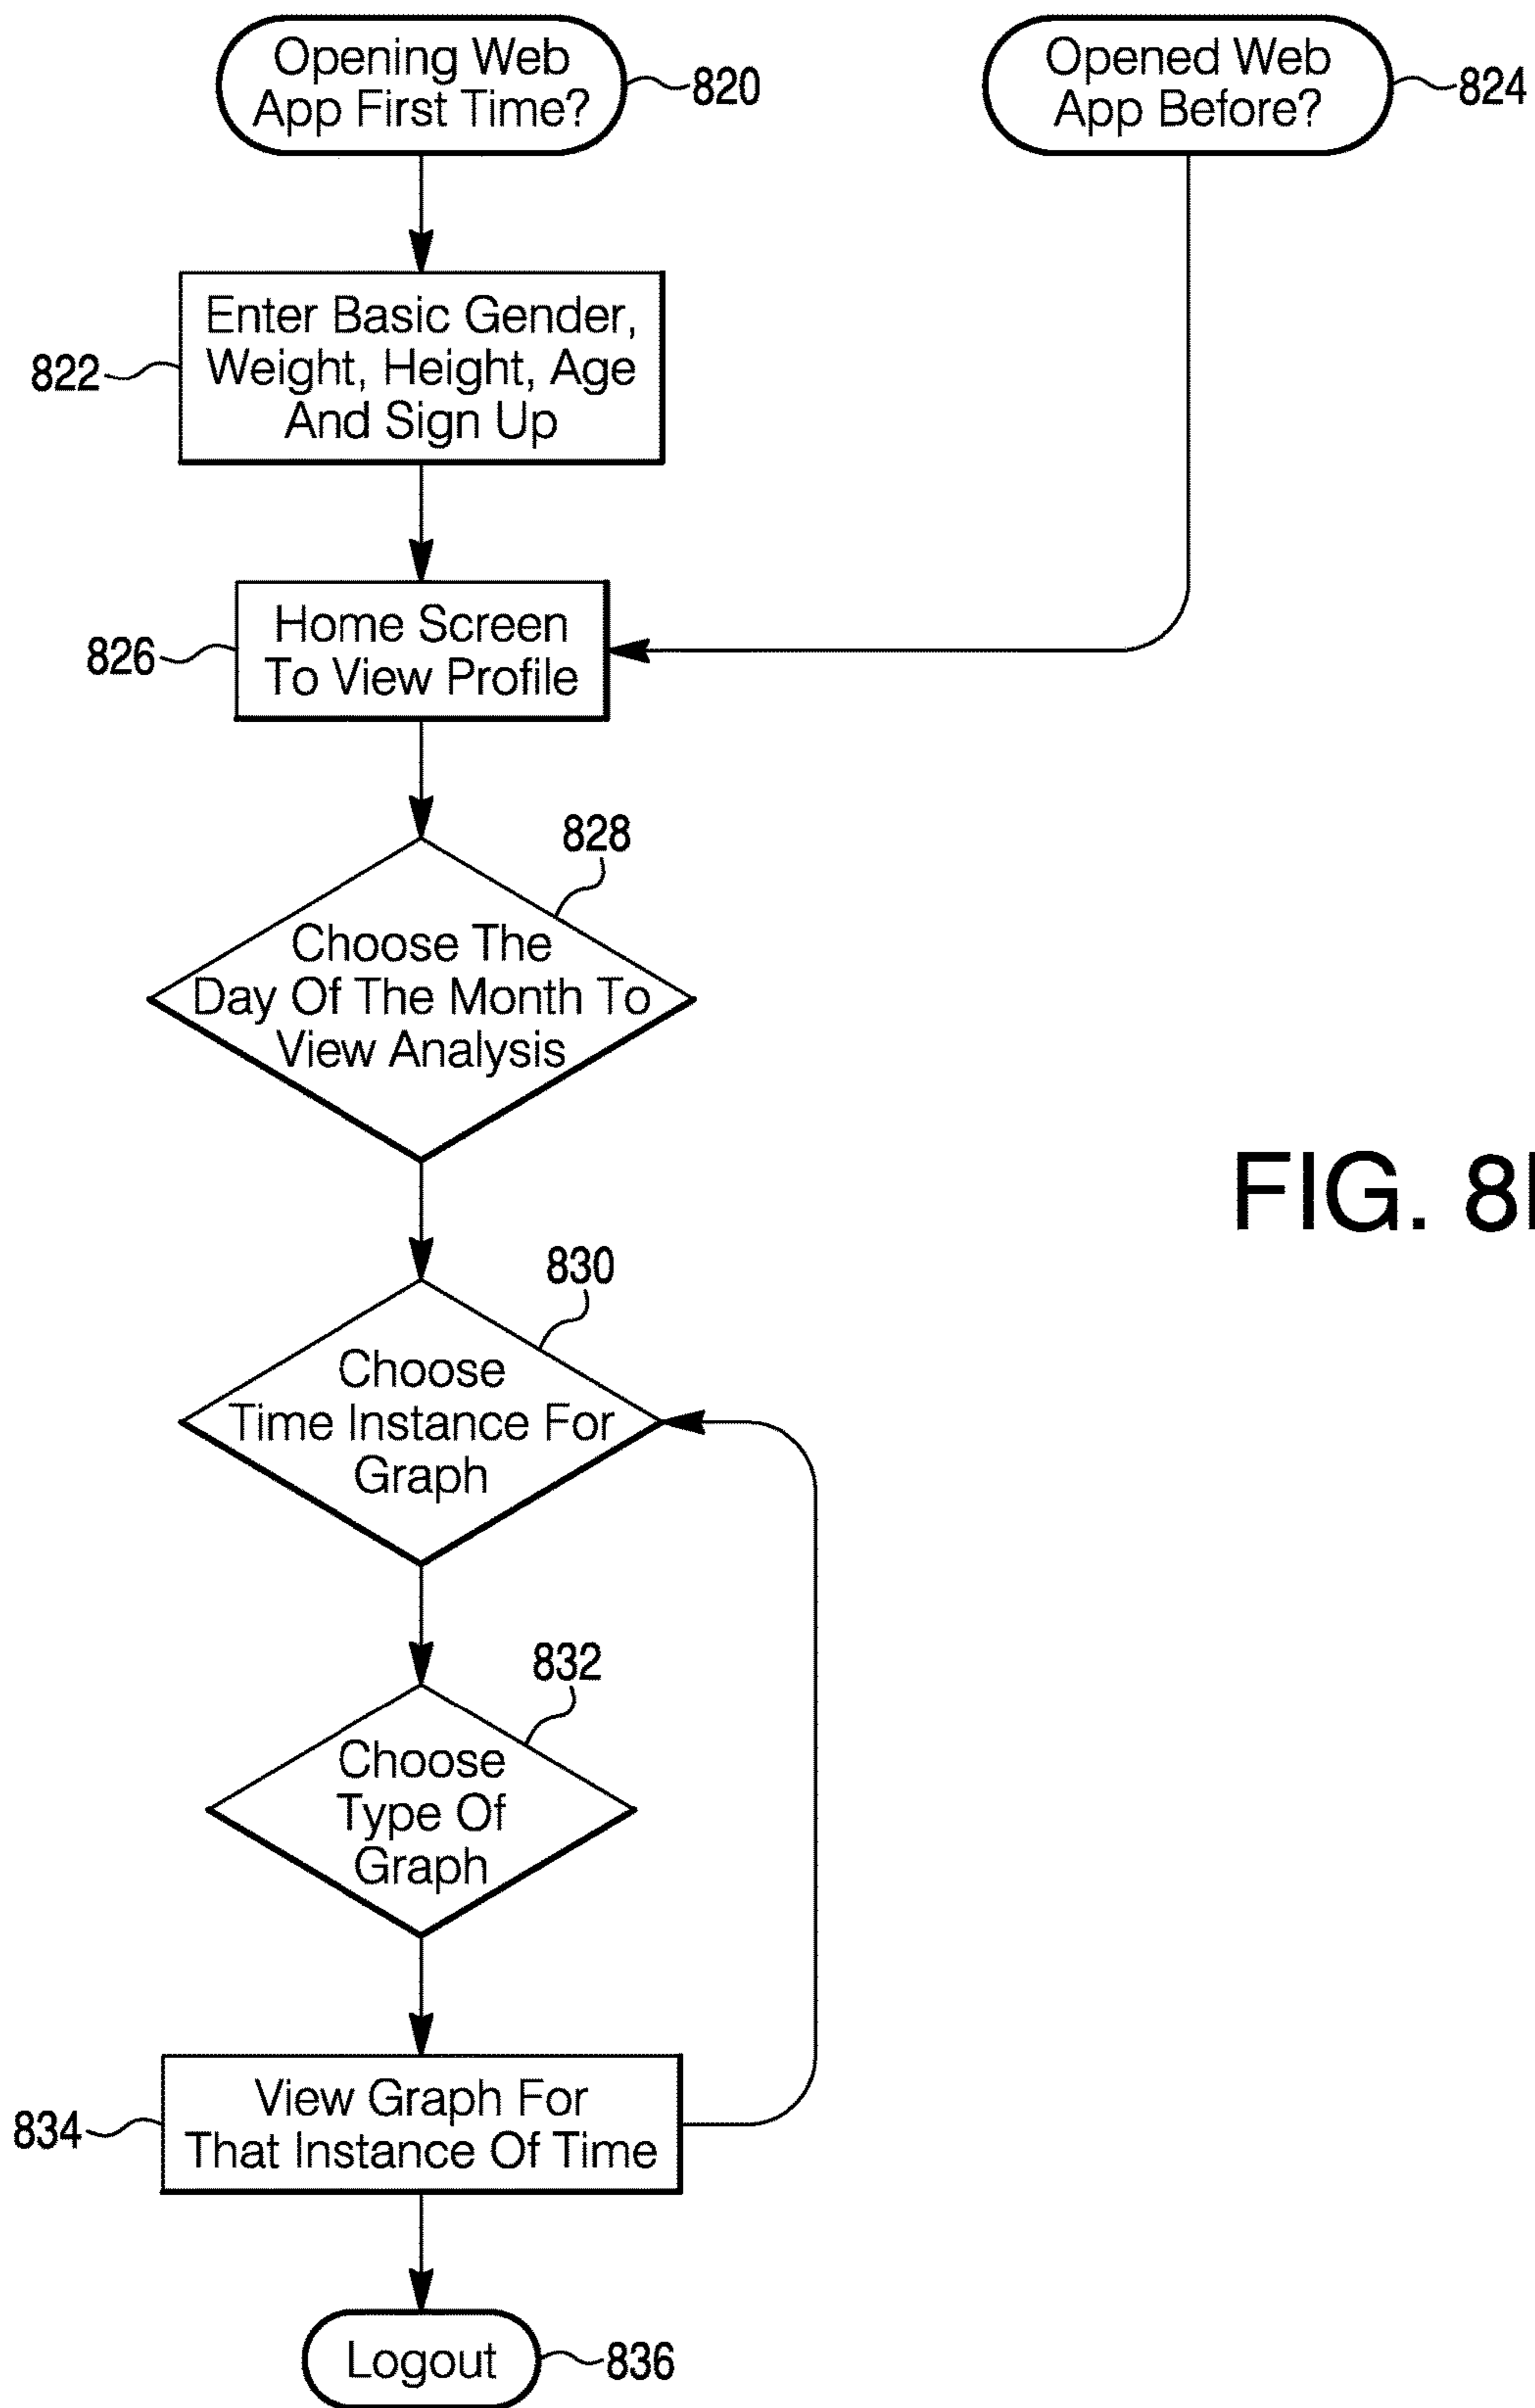 Opening Web
App First Time?
820
Opened Web
App Before?
824
Enter Basic Gender,
Weight, Height, Age
And Sign Up
822
Home Screen
To View Profile
826
828
Choose The
Day Of The Month To
View Analysis
FIG.
830
Choose
Time Instance For
Graph
832
Choose
Type Of
Graph
View Graph For
That Instance Of Time
834
Logout
836